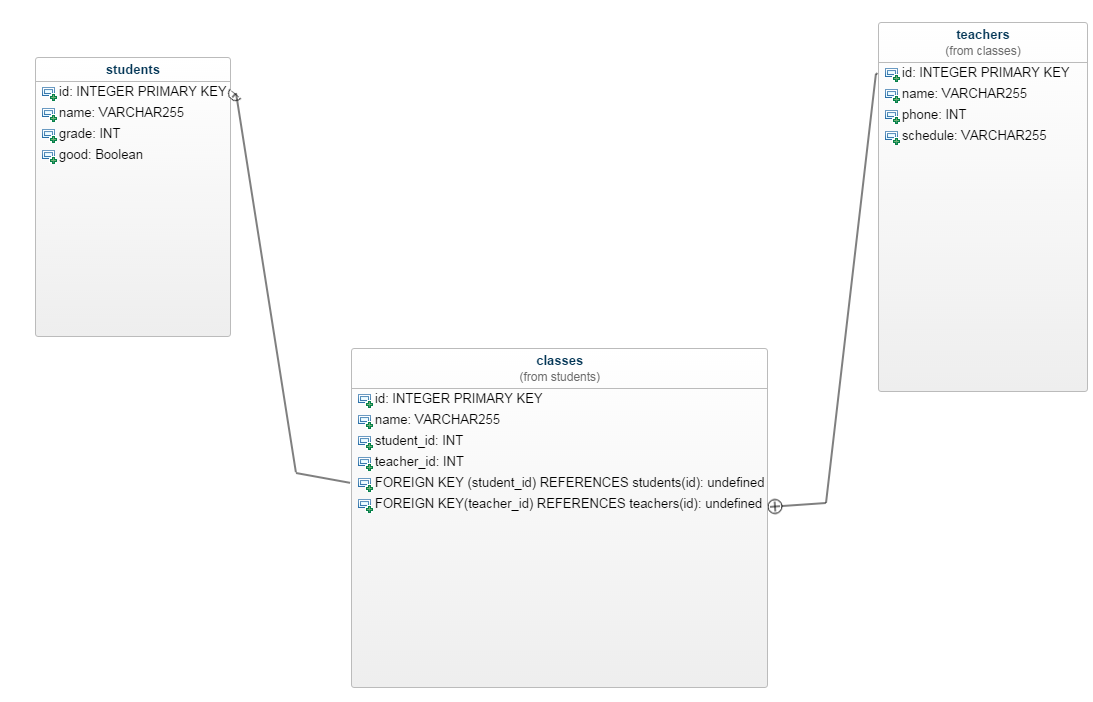 students
id: INTEGER PRIMARY KEY
name: VARCHAR255
grade: INT
good: Boolean
teachers
(from classes)
id: INTEGER PRIMARY KEY
name: VARCHAR255
phone: INT
schedule: VARCHAR255
classes
(from students)
id: INTEGER PRIMARY KEY
name: VARCHAR255
student_id: INT
teacher_id: INT
FOREIGN KEY (student_id) REFERENCES students(id): undefined
FOREIGN KEY(teacher_id) REFERENCES teachers(id): undefined